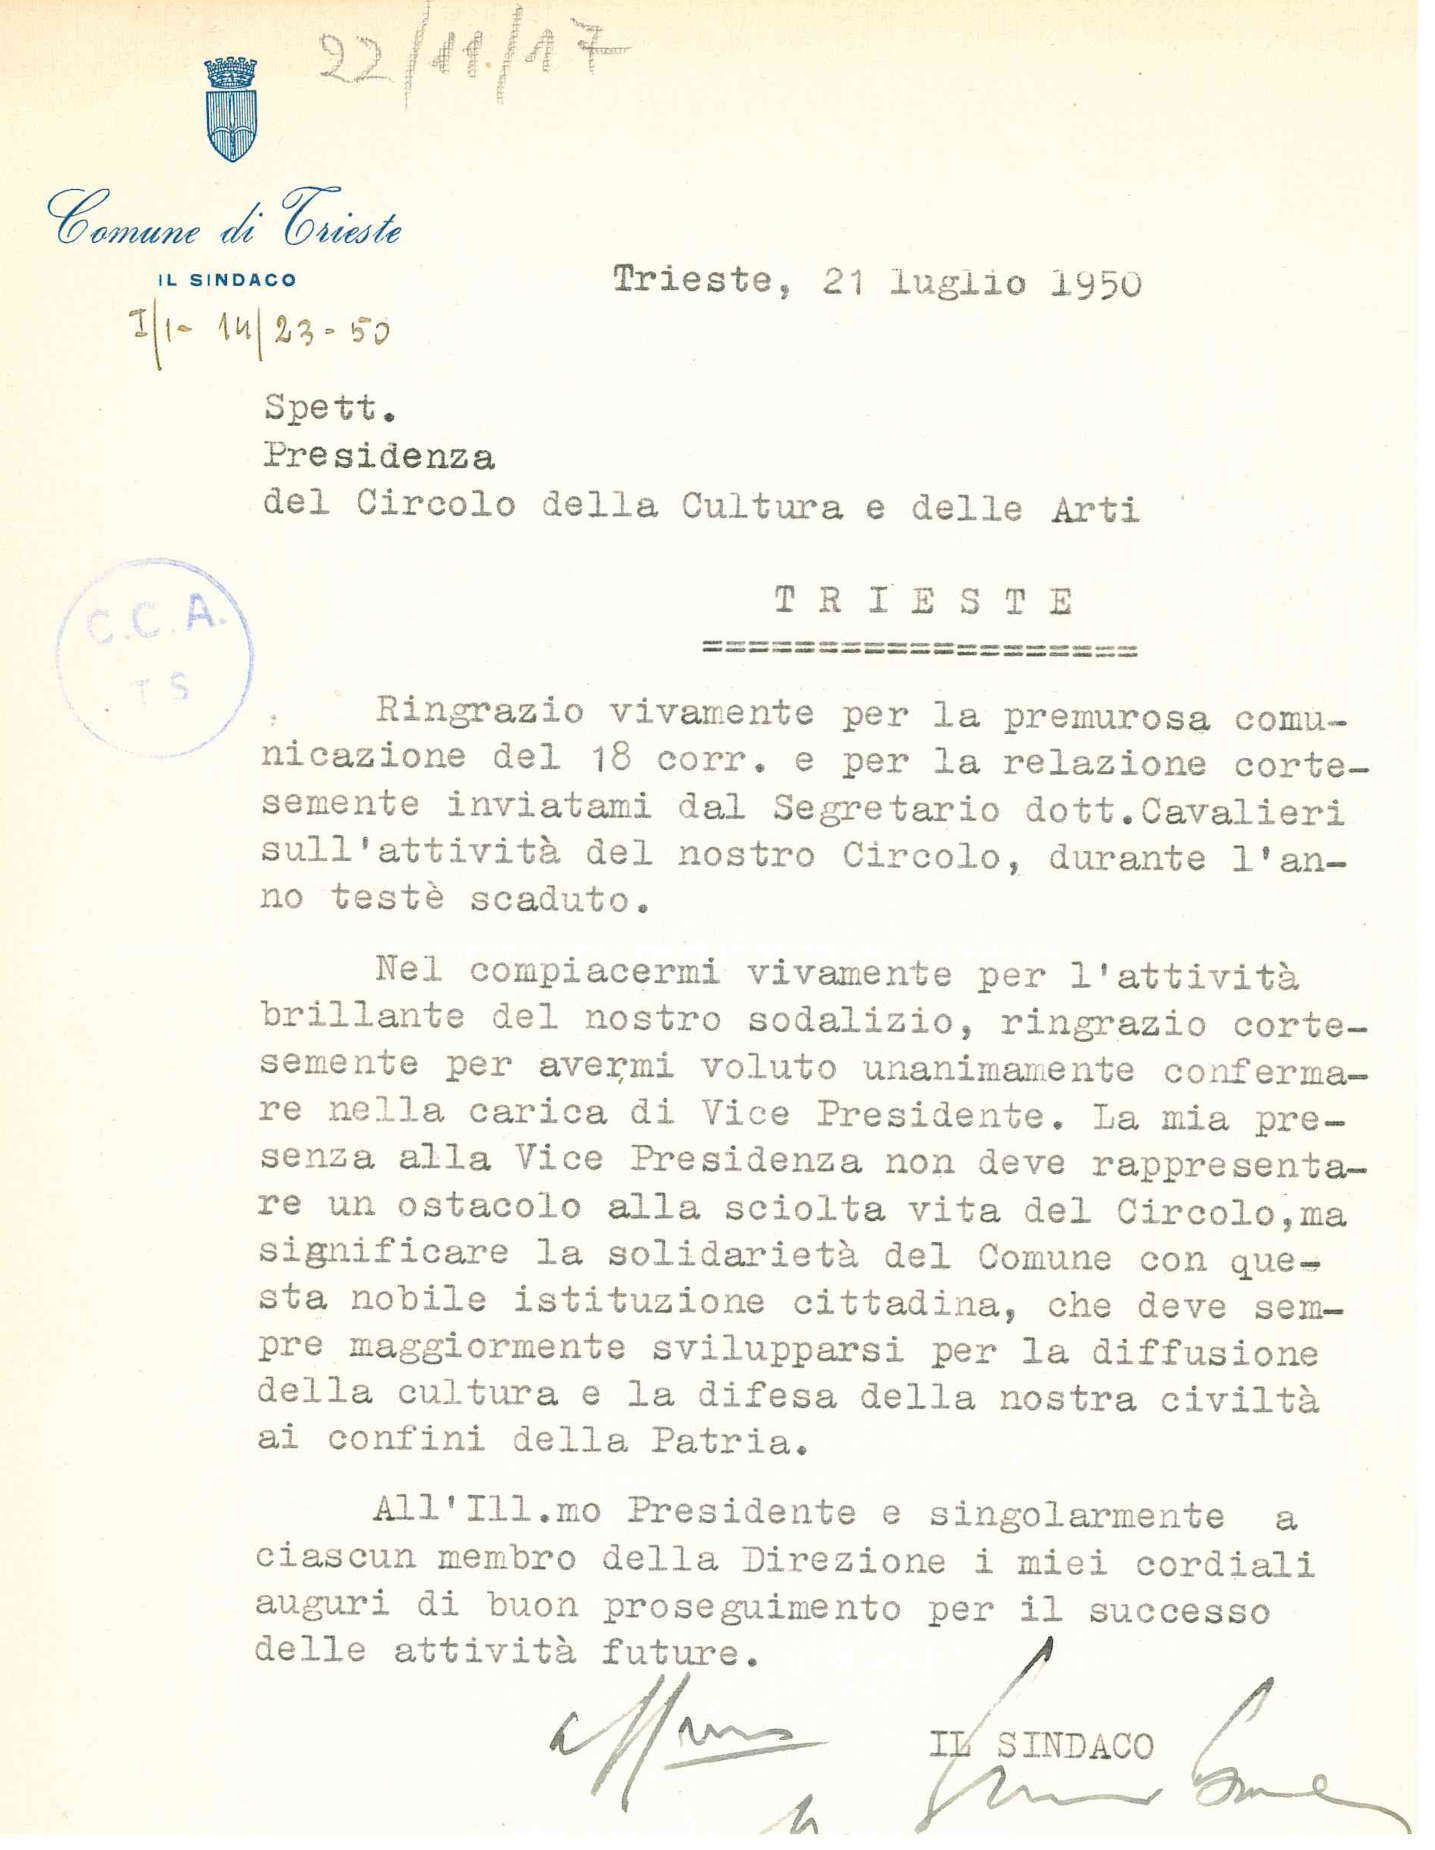 22/11/17
Comune di Trieste
IL SINDACO
I/1- 14/23-50
Trieste, 21 luglio 1950
Spett.
Presidenza
del Circolo della Cultura e delle Arti
T R I E S T E
===================
C.C.A.
TS
Ringrazio vivamente per la premurosa comu-
nicazione del 18 corr. e per la relazione corte-
semente inviatami dal Segretario dott.Cavalieri
sull'attività del nostro Circolo, durante l'an-
no testè scaduto.
Nel compiacermi vivamente per l'attività
brillante del nostro sodalizio, ringrazio corte-
semente per avermi voluto unanimamente conferma-
re nella carica di Vice Presidente. La mia pre-
senza alla Vice Presidenza non deve rappresenta-
re un ostacolo alla sciolta vita del Circolo,ma
significare la solidarietà del Comune con que-
sta nobile istituzione cittadina, che deve sem-
pre maggiormente svilupparsi per la diffusione
della cultura e la difesa della nostra civiltà
ai confini della Patria.
All'Ill.mo Presidente e singolarmente a
ciascun membro della Direzione i miei cordiali
auguri di buon proseguimento per il successo
delle attività future.
IL SINDACO